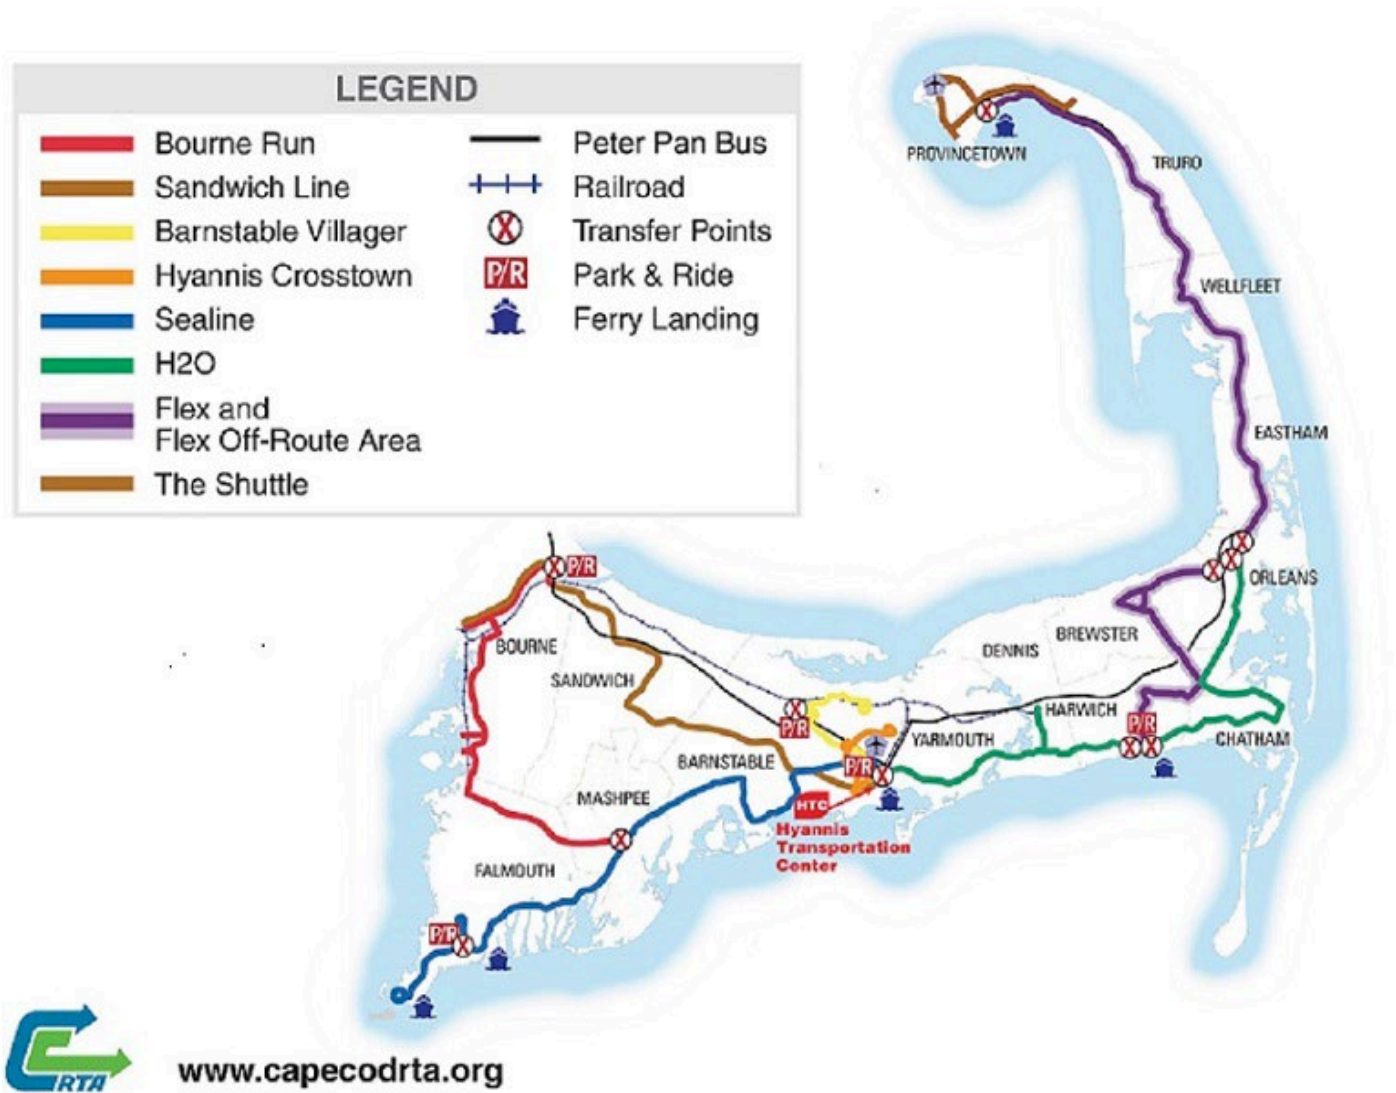 LEGEND
Bourne Run
Sandwich Line
Barnstable Villager
Hyannis Crosstown
Sealine
H2O
Flex and
Flex Off-Route Area
The Shuttle
Peter Pan Bus
Railroad
X Transfer Points
P/R Park & Ride
Ferry Landing
PROVINCETOWN
TRURO
WELLFLEET
EASTHAM
ORLEANS
BREWSTER
DENNIS
HARWICH
P/R
CHATHAM
YARMOUTH
P/R
BOURNE
SANDWICH
P/R
BARNSTABLE
P/R
MASHPEE
HTC
Hyannis
Transportation
Center
FALMOUTH
P/R
RTA
www.capecodrta.org